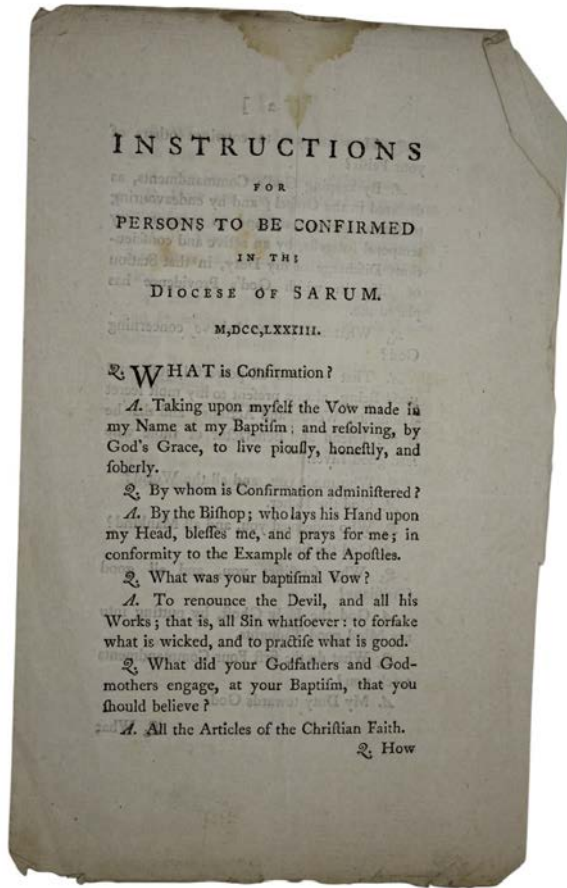 INSTRUCTIONS
FOR
PERSONS TO BE CONFIRMED
IN THE
DIOCESE OF SARUM.
M,DCC,LXXXIII.
Q. WHAT is Confirmation?
A. Taking upon myſelf the Vow made in
my Name at my Baptiſm; and reſolving, by
God's Grace, to live piouſly, honeſtly, and
ſoberly.
Q. By whom is Confirmation adminiſtered?
A. By the Biſhop; who lays his Hand upon
my Head, bleſſes me, and prays for me; in
conformity to the Example of the Apoſtles.
Q. What was your baptiſmal Vow?
A. To renounce the Devil, and all his
Works; that is, all Sin whatſoever: to forſake
what is wicked, and to practiſe what is good.
Q. What did your Godfathers and God-
mothers engage, at your Baptiſm, that you
ſhould believe?
A. All the Articles of the Chriſtian Faith.
Q. How